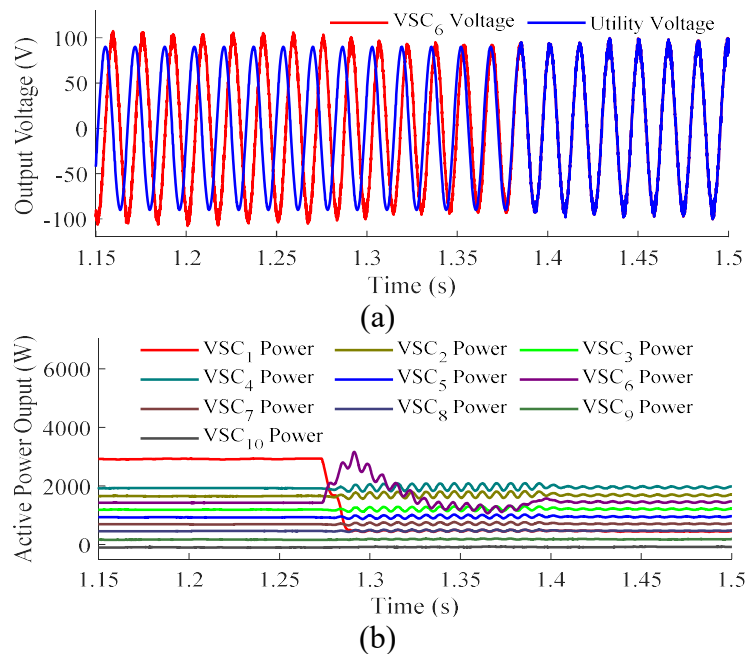 (a)
VSC6 Voltage Utility Voltage
Output Voltage (V)
100
50
0
-50
-100
1.15 1.2 1.25 1.3 1.35 1.4 1.45 1.5
Time (s)
(a)
(b)
VSC1 Power VSC2 Power VSC3 Power
VSC4 Power VSC5 Power VSC6 Power
VSC7 Power VSC8 Power VSC9 Power
VSC10 Power
Active Power Ouput (W)
6000
4000
2000
0
1.15 1.2 1.25 1.3 1.35 1.4 1.45 1.5
Time (s)
(b)